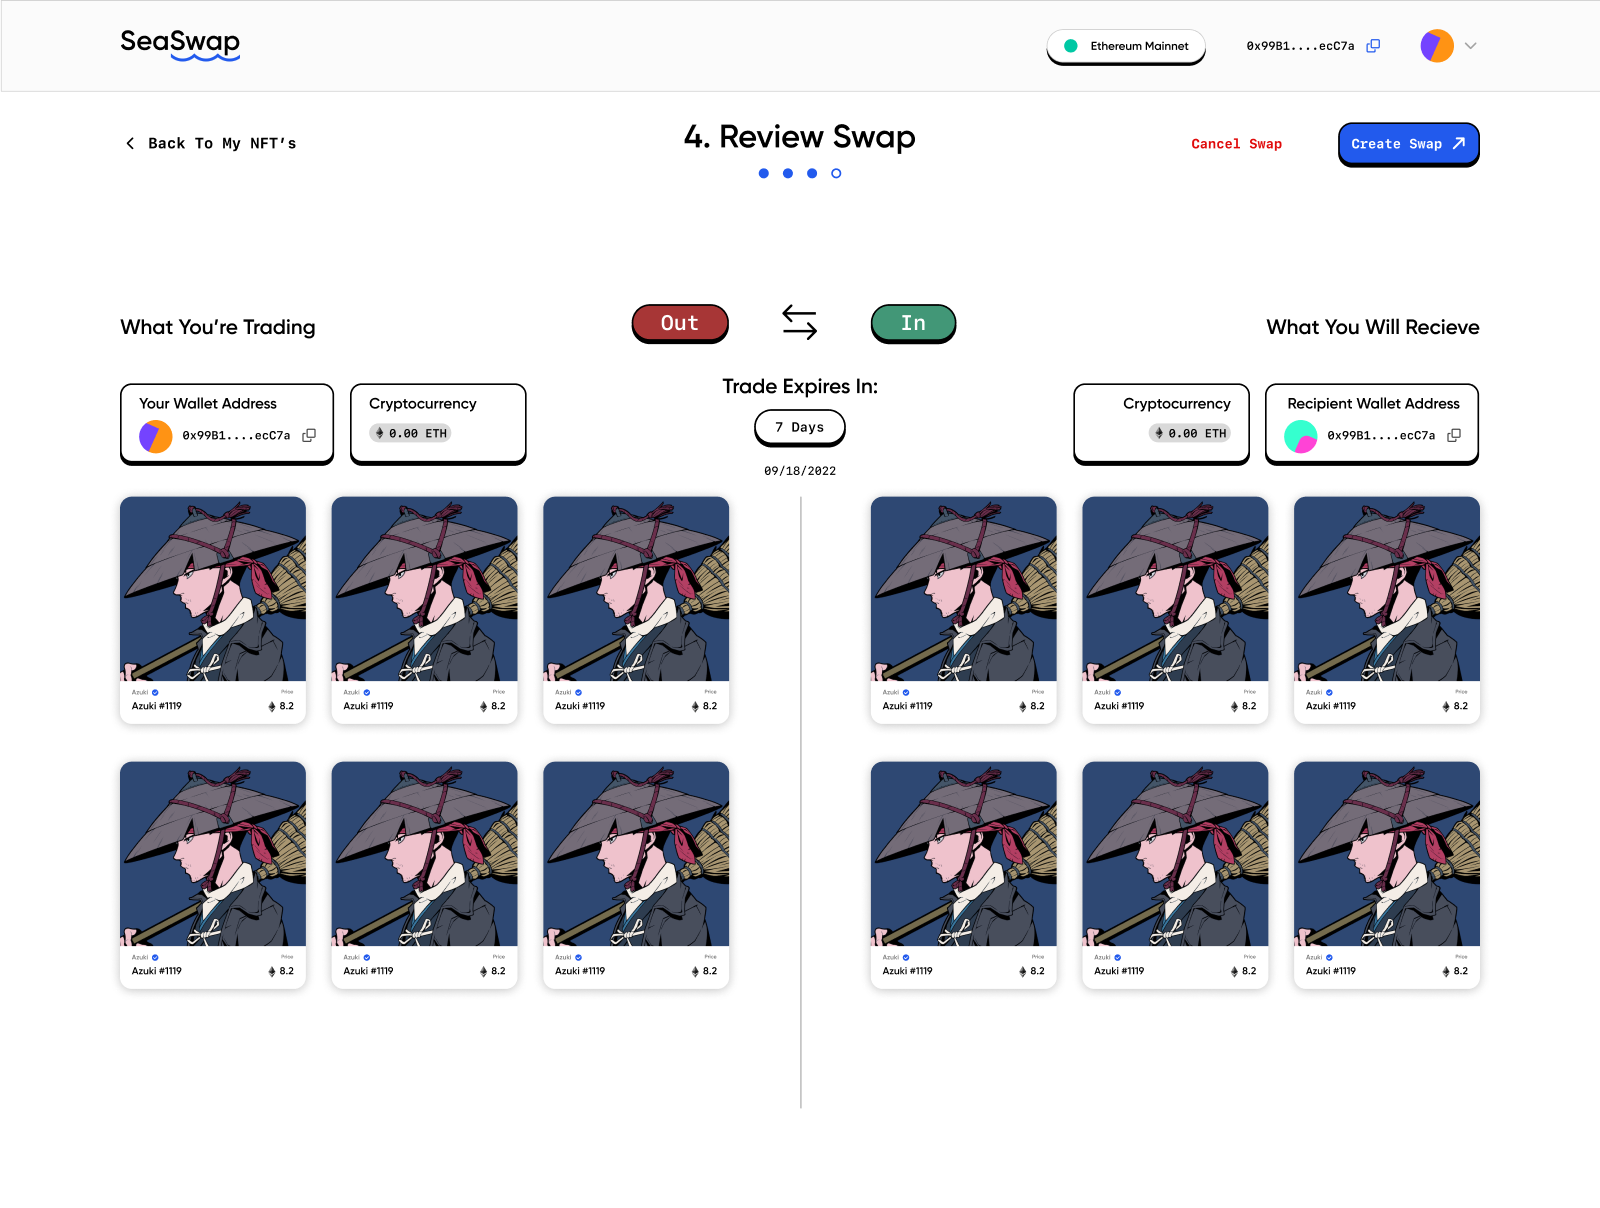 SeaSwap
Ethereum Mainnet
0x99B1....ecC7a
Back To My NFT's
4. Review Swap
Cancel Swap
Create Swap
What You're Trading
Out
In
What You Will Recieve
Your Wallet Address
0x99B1....ecC7a
Cryptocurrency
0.00 ETH
Trade Expires In:
7 Days
09/18/2022
Cryptocurrency
0.00 ETH
Recipient Wallet Address
0x99B1....ecC7a
Azuki Price
Azuki #1119 8.2
Azuki Price
Azuki #1119 8.2
Azuki Price
Azuki #1119 8.2
Azuki Price
Azuki #1119 8.2
Azuki Price
Azuki #1119 8.2
Azuki Price
Azuki #1119 8.2
Azuki Price
Azuki #1119 8.2
Azuki Price
Azuki #1119 8.2
Azuki Price
Azuki #1119 8.2
Azuki Price
Azuki #1119 8.2
Azuki Price
Azuki #1119 8.2
Azuki Price
Azuki #1119 8.2